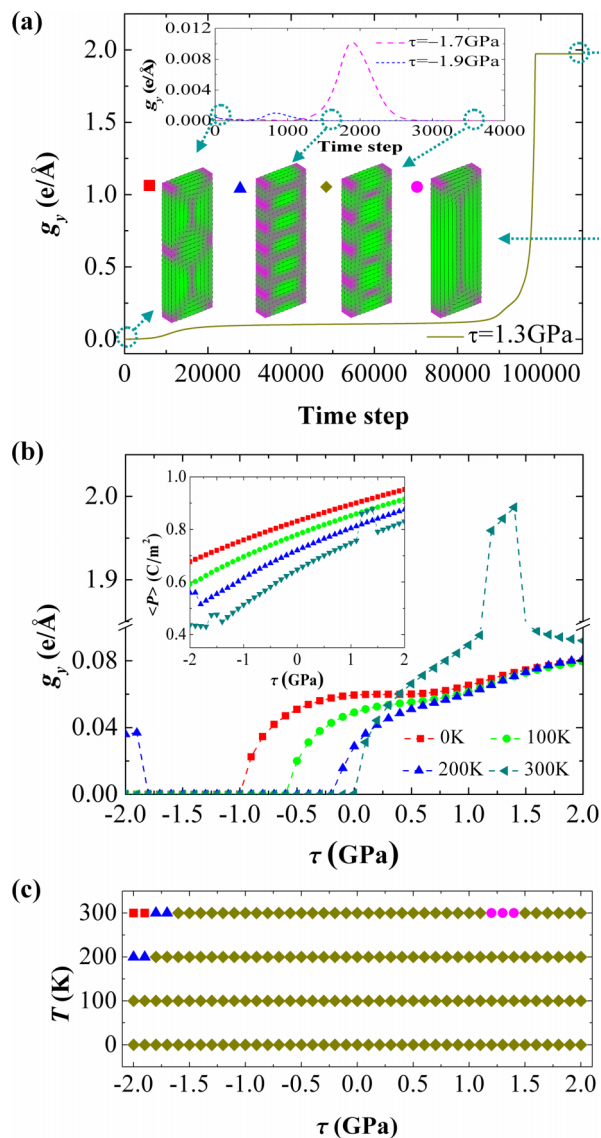 (a)
τ=−1.7GPa
τ=−1.9GPa
g_y (e/Å)
0.012
0.008
0.004
0.000
0 1000 2000 3000 4000
Time step
g_y (e/Å)
2.0
1.5
1.0
0.5
0.0
τ=1.3GPa
0 20000 40000 60000 80000 100000
Time step
(b)
<P> (C/m²)
1.0
0.8
0.6
0.4
-2 -1 0 1 2
τ (GPa)
g_y (e/Å)
2.0
1.9
0.08
0.04
0.00
0K 100K
200K 300K
-2.0 -1.5 -1.0 -0.5 0.0 0.5 1.0 1.5 2.0
τ (GPa)
(c)
T (K)
300
200
100
0
-2.0 -1.5 -1.0 -0.5 0.0 0.5 1.0 1.5 2.0
τ (GPa)